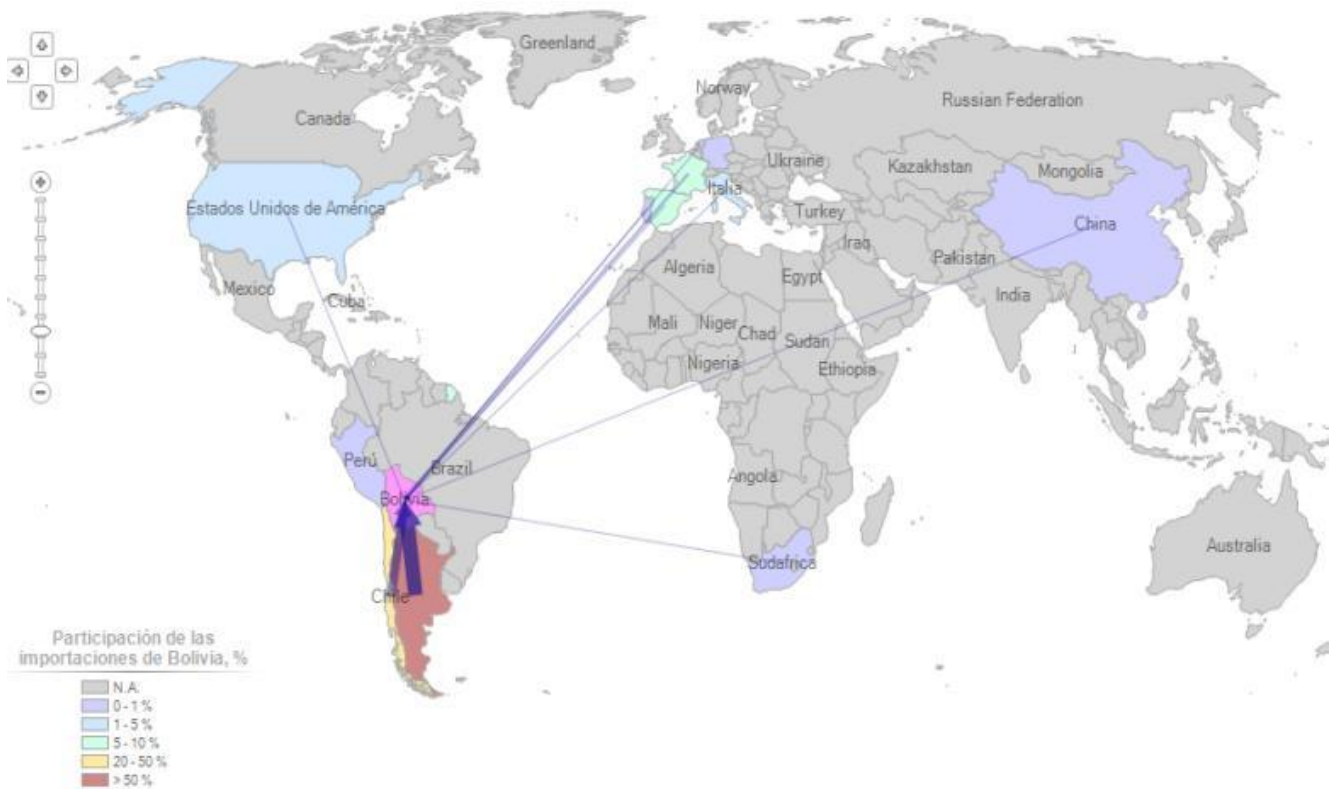 Greenland
Norway
Russian Federation
Canada
Ukraine
Kazakhstan
Mongolia
Italia
Estados Unidos de América
Turkey
China
Iraq
Pakistan
Algeria
Egypt
Mexico
India
Cuba
Mali
Niger
Chad
Sudan
Nigeria
Ethiopia
Perú
Brazil
Angola
Bolivia
Australia
Sudafrica
Chile
Participación de las
importaciones de Bolivia, %
N.A.
0 - 1 %
1 - 5 %
5 - 10 %
20 - 50 %
> 50 %